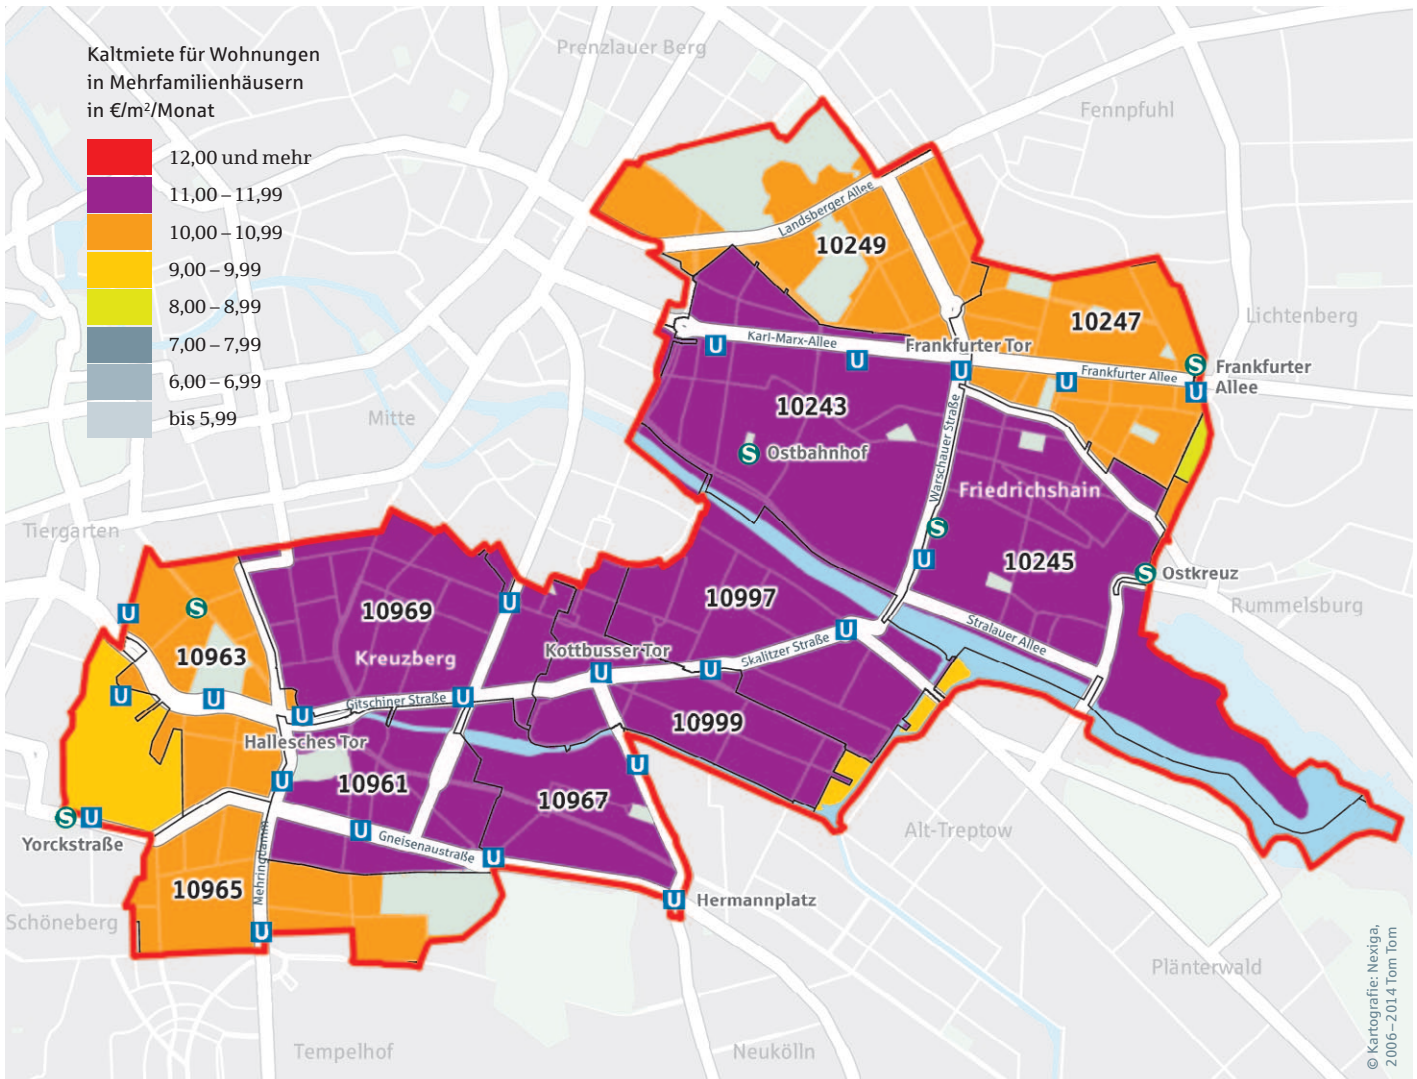 Kaltmiete für Wohnungen
in Mehrfamilienhäusern
in €/m²/Monat
12,00 und mehr
11,00 – 11,99
10,00 – 10,99
9,00 – 9,99
8,00 – 8,99
7,00 – 7,99
6,00 – 6,99
bis 5,99
Prenzlauer Berg
Fennpfuhl
Landsberger Allee
10249
10247
Lichtenberg
Karl-Marx-Allee
Frankfurter Tor
U
U
U
Frankfurter Allee
U
S
U
Frankfurter
Allee
Mitte
10243
Warschauer Straße
S Ostbahnhof
Friedrichshain
Tiergarten
S
U
10245
S Ostkreuz
Rummelsburg
U
S
10969
U
10997
Stralauer Allee
10963
Kreuzberg
Kottbusser Tor
U
U
Skalitzer Straße
U
U
U
Gitschiner Straße
U
U
10999
Hallesches Tor
U
10961
U
10967
S U
Yorckstraße
U
Gneisenaustraße
U
Alt-Treptow
Mehringdamm
10965
U Hermannplatz
Schöneberg
U
Plänterwald
Tempelhof
Neukölln
© Kartografie: Nexiga,
2006 – 2014 Tom Tom